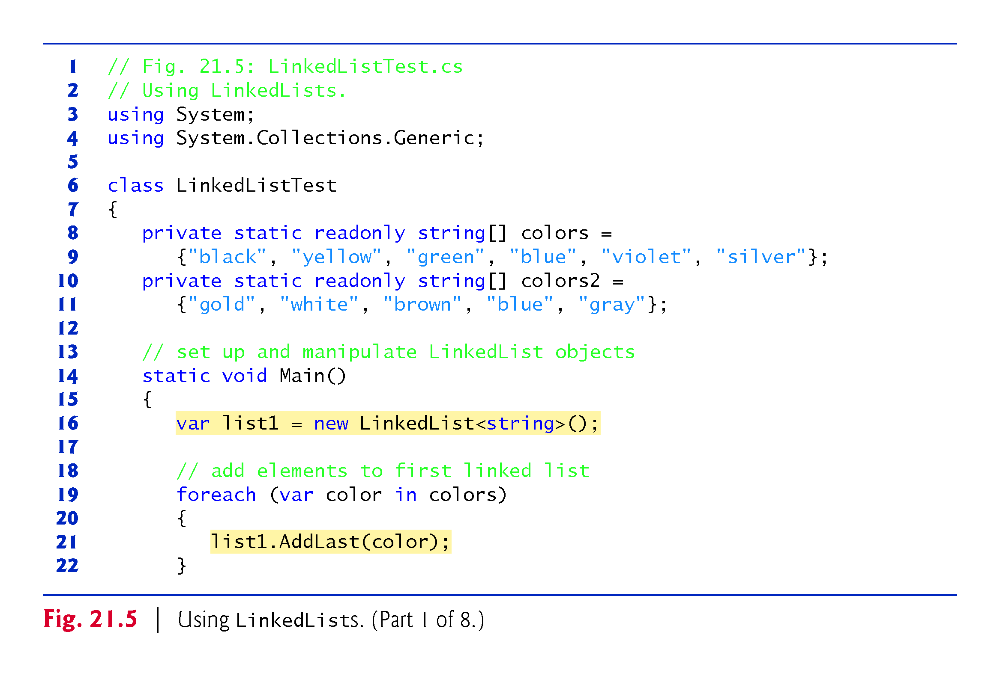 1 // Fig. 21.5: LinkedListTest.cs
2 // Using LinkedLists.
3 using System;
4 using System.Collections.Generic;
5
6 class LinkedListTest
7 {
8 private static readonly string[] colors =
9 {"black", "yellow", "green", "blue", "violet", "silver"};
10 private static readonly string[] colors2 =
11 {"gold", "white", "brown", "blue", "gray"};
12
13 // set up and manipulate LinkedList objects
14 static void Main()
15 {
16 var list1 = new LinkedList<string>();
17
18 // add elements to first linked list
19 foreach (var color in colors)
20 {
21 list1.AddLast(color);
22 }
Fig. 21.5 | Using LinkedLists. (Part 1 of 8.)